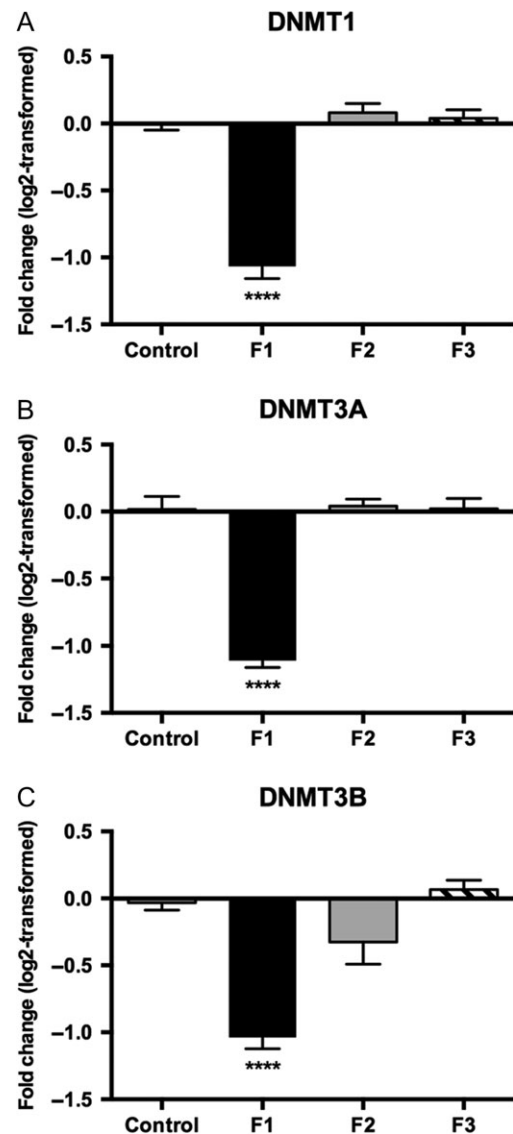 A
DNMT1
Fold change (log2-transformed)
0.5
0.0
−0.5
−1.0
−1.5
****
Control F1 F2 F3
B
DNMT3A
Fold change (log2-transformed)
0.5
0.0
−0.5
−1.0
−1.5
****
Control F1 F2 F3
C
DNMT3B
Fold change (log2-transformed)
0.5
0.0
−0.5
−1.0
−1.5
****
Control F1 F2 F3